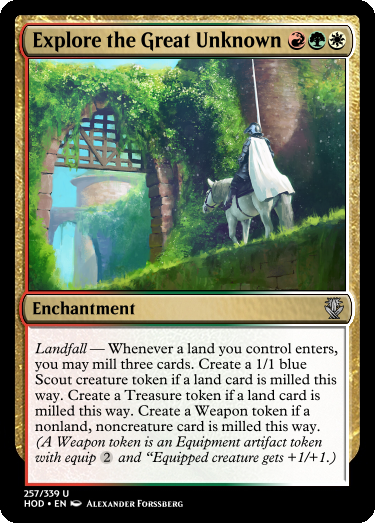 Explore the Great Unknown
Enchantment
Landfall — Whenever a land you control enters,
you may mill three cards. Create a 1/1 blue
Scout creature token if a land card is milled this
way. Create a Treasure token if a land card is
milled this way. Create a Weapon token if a
nonland, noncreature card is milled this way.
(A Weapon token is an Equipment artifact token
with equip 2 and “Equipped creature gets +1/+1.)
257/339 U
HOD • EN Alexander Forssberg